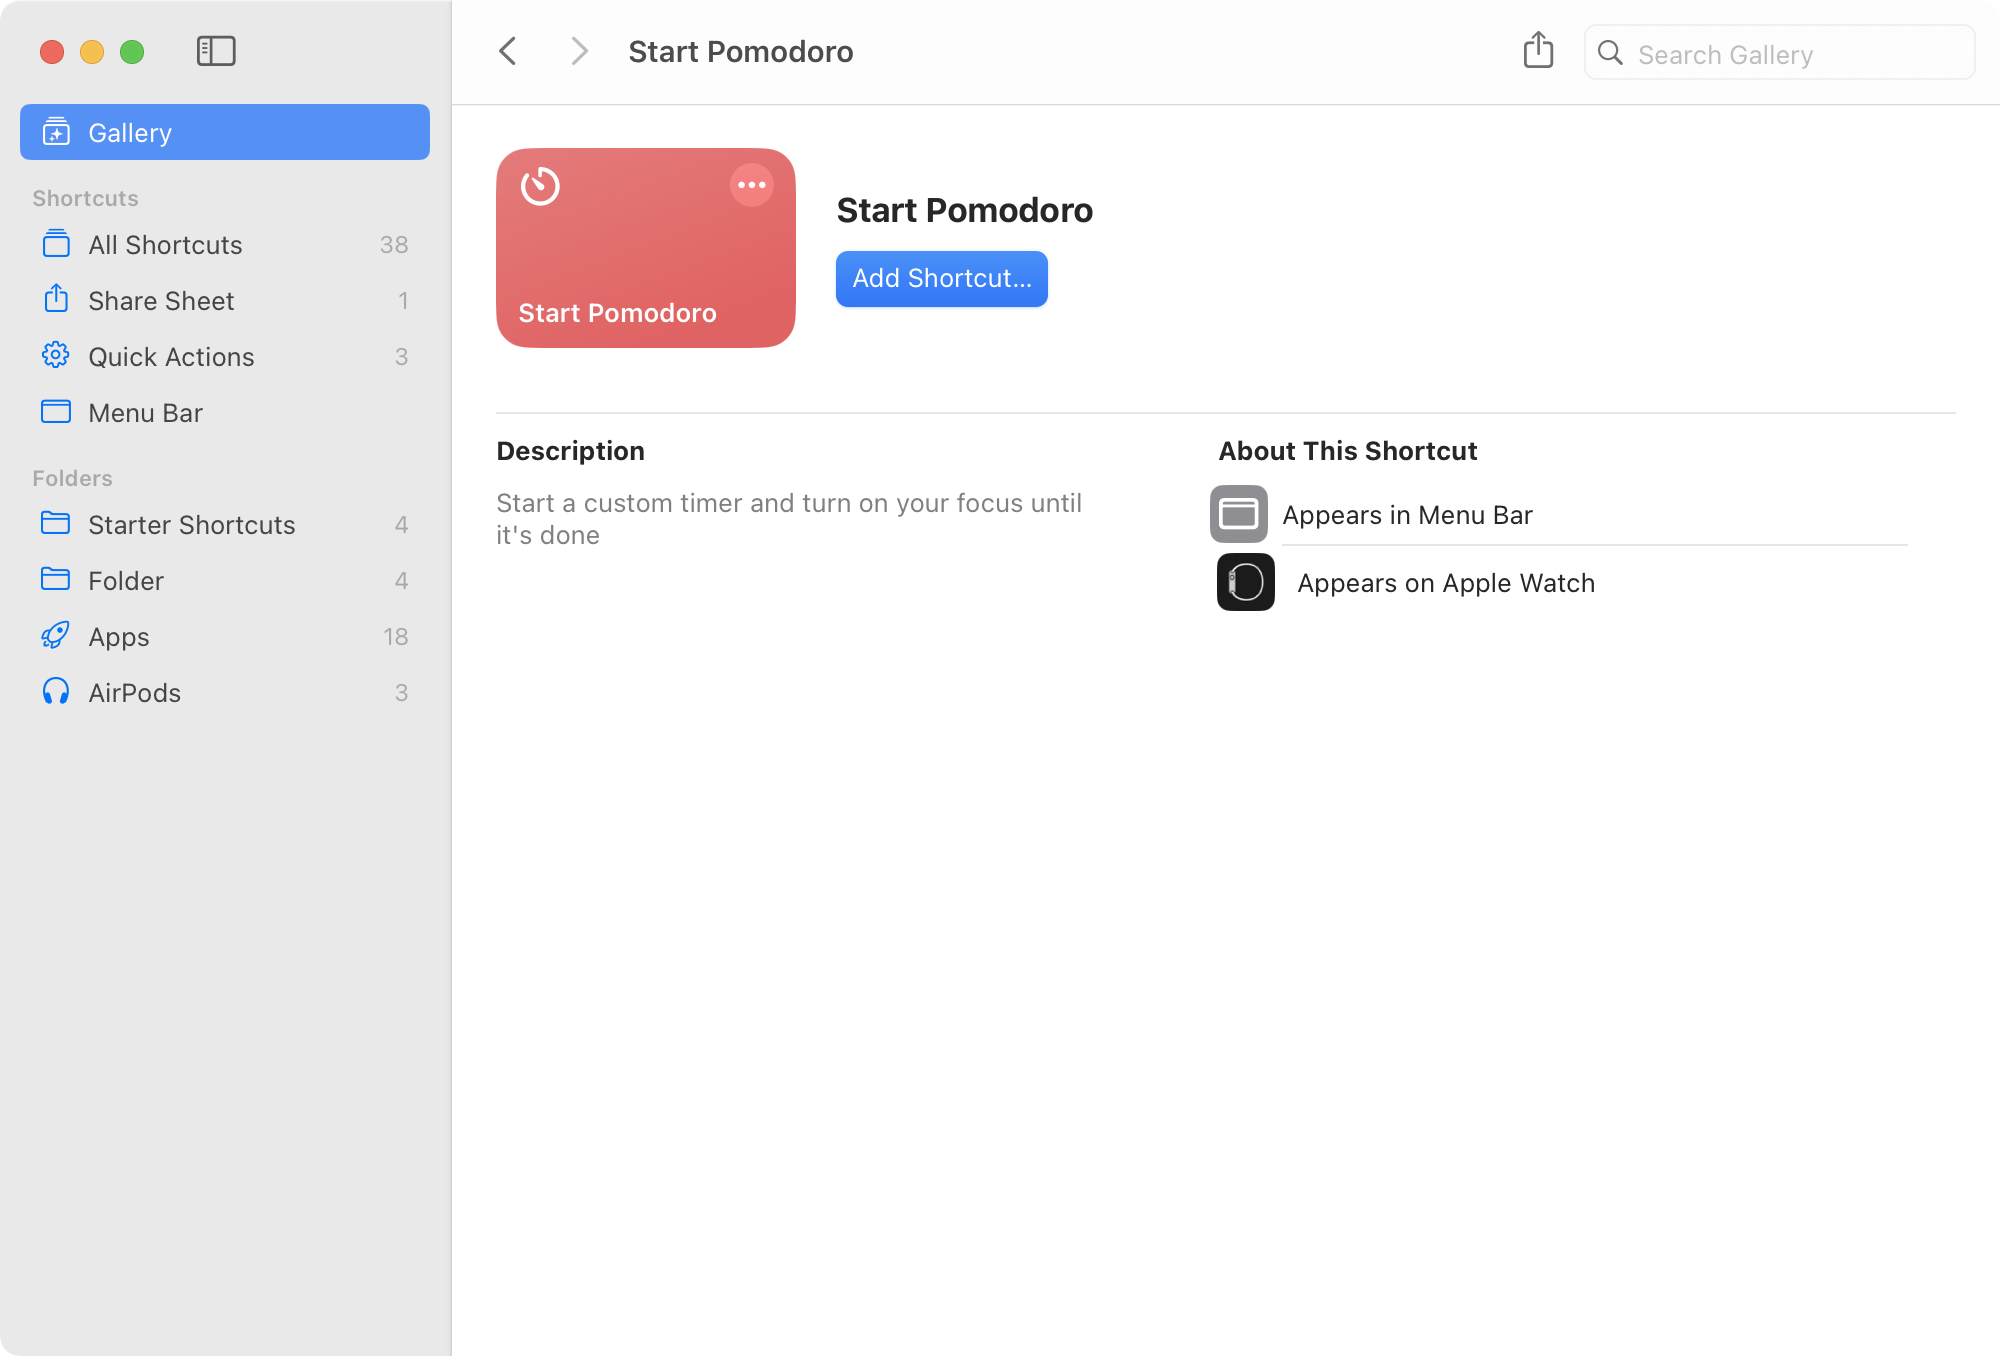 Start Pomodoro
Search Gallery
Gallery
Shortcuts
All Shortcuts 38
Share Sheet 1
Quick Actions 3
Menu Bar
Folders
Starter Shortcuts 4
Folder 4
Apps 18
AirPods 3
Start Pomodoro
Start Pomodoro
Add Shortcut...
Description
Start a custom timer and turn on your focus until
it's done
About This Shortcut
Appears in Menu Bar
Appears on Apple Watch